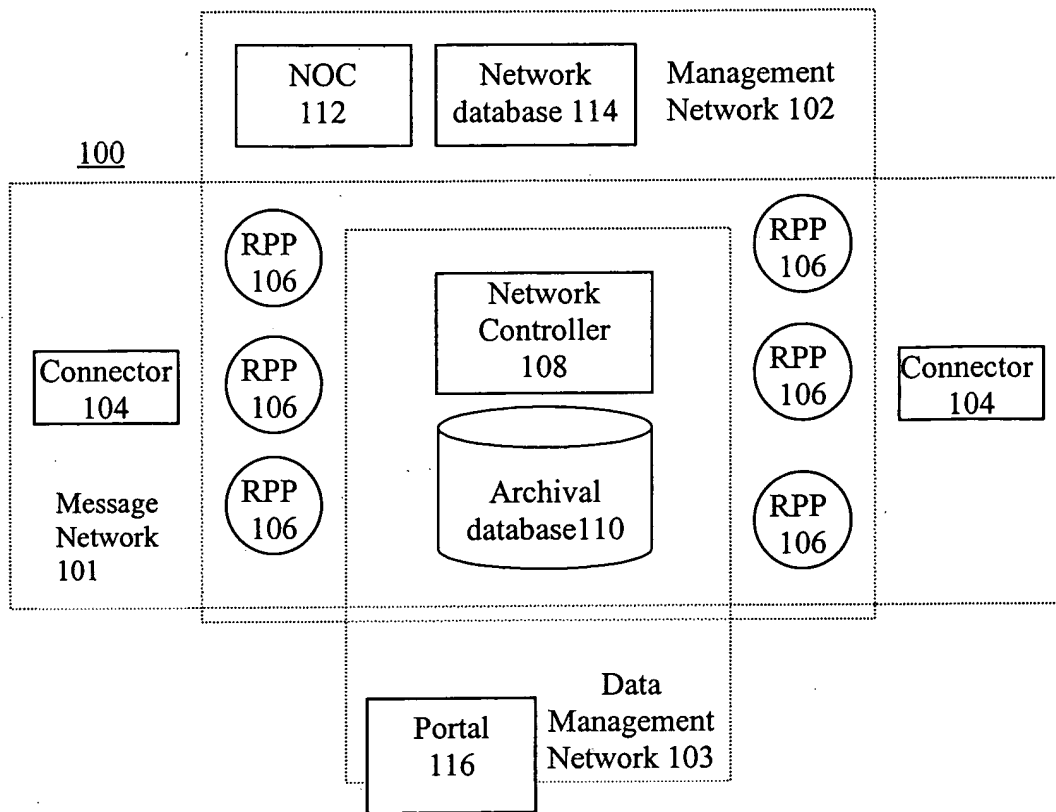 NOC
112
Network
database 114
Management
Network 102
100
RPP
106
RPP
106
RPP
106
Connector
104
Message
Network
101
Network
Controller
108
Archival
database110
RPP
106
RPP
106
RPP
106
Connector
104
Portal
116
Data
Management
Network 103